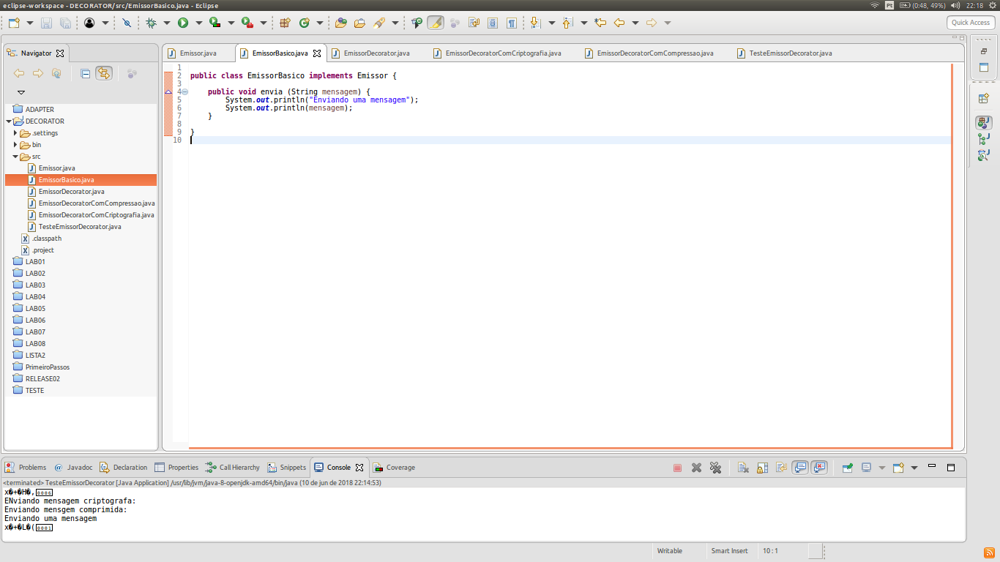 eclipse-workspace - DECORATOR/src/EmissorBasico.java - Eclipse
Pt (0:48, 49%) 22:18
Quick Access
Navigator
Emissor.java EmissorBasico.java EmissorDecorator.java EmissorDecoratorComCriptografia.java EmissorDecoratorComCompressao.java TesteEmissorDecorator.java
ADAPTER
DECORATOR
.settings
bin
src
Emissor.java
EmissorBasico.java
EmissorDecorator.java
EmissorDecoratorComCompressao.java
EmissorDecoratorComCriptografia.java
TesteEmissorDecorator.java
.classpath
.project
LAB01
LAB02
LAB03
LAB04
LAB05
LAB06
LAB07
LAB08
LISTA2
PrimeiroPassos
RELEASE02
TESTE
1
2 public class EmissorBasico implements Emissor {
3
4 public void envia (String mensagem) {
5 System.out.println("Enviando uma mensagem");
6 System.out.println(mensagem);
7 }
8
9 }
10
Problems Javadoc Declaration Properties Call Hierarchy Snippets Console Coverage
<terminated> TesteEmissorDecorator [Java Application] /usr/lib/jvm/java-8-openjdk-amd64/bin/java (10 de jun de 2018 22:14:53)
x�+�H�,0006
ENviando mensagem criptografa:
Enviando mensgem comprimida:
Enviando uma mensagem
x�+�L�(0001
Writable Smart Insert 10 : 1